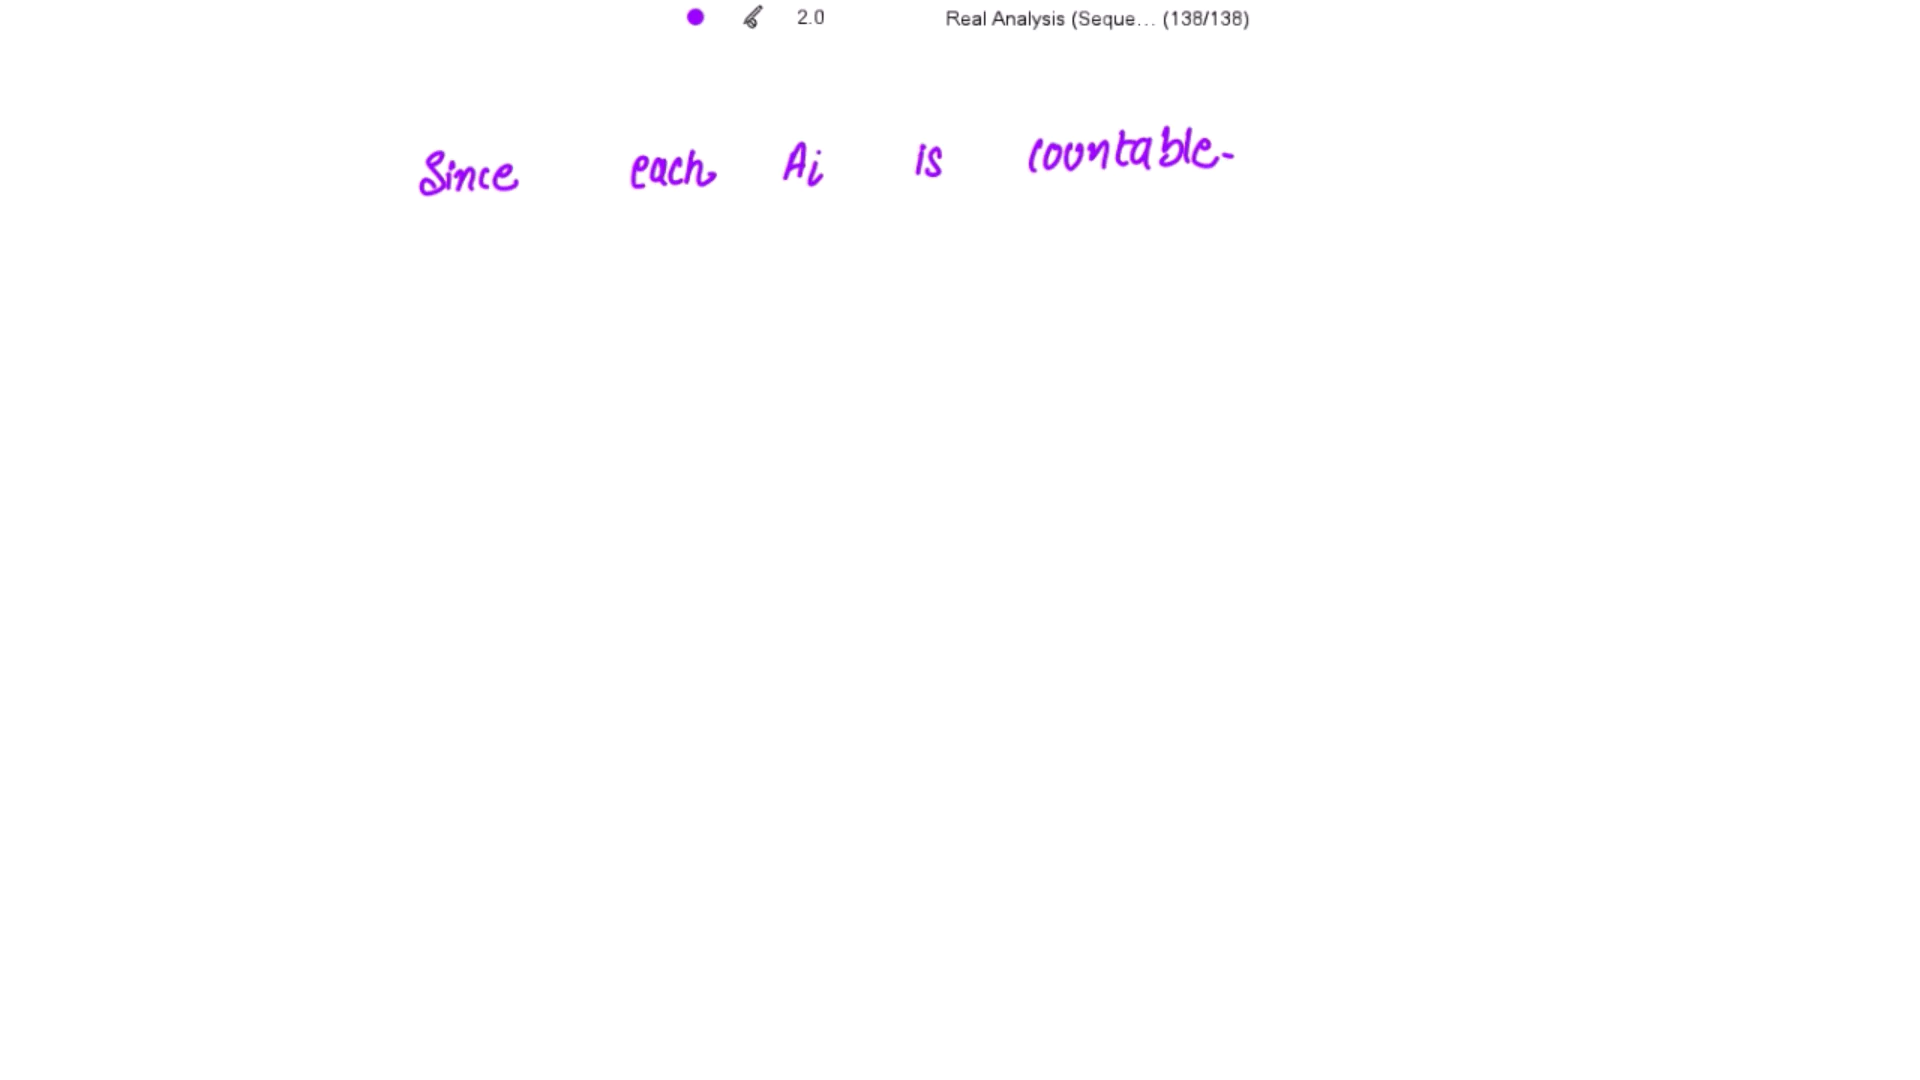 2.0 Real Analysis (Seque... (138/138)
Since each Ai is countable-